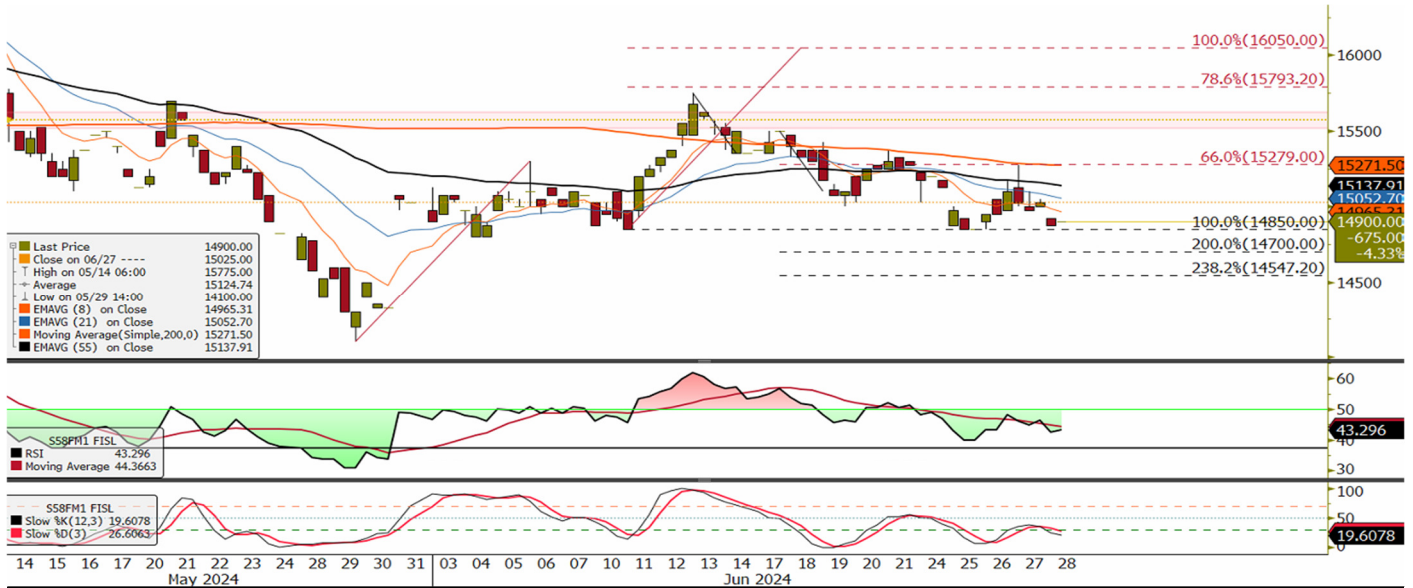 100.0%(16050.00)
16000
78.6%(15793.20)
15500
66.0%(15279.00)
15271.50
15137.91
15052.70
14965.31
100.0%(14850.00)
14900.00
-675.00
-4.33%
200.0%(14700.00)
238.2%(14547.20)
14500
Last Price 14900.00
Close on 06/27 ---- 15025.00
High on 05/14 06:00 15775.00
Average 15124.74
Low on 05/29 14:00 14100.00
EMAVG (8) on Close 14965.31
EMAVG (21) on Close 15052.70
Moving Average(Simple,200,0) 15271.50
EMAVG (55) on Close 15137.91
60
50
43.296
40
30
S58FM1 FISL
RSI 43.296
Moving Average 44.3663
100
50
19.6078
0
S58FM1 FISL
Slow %K(12,3) 19.6078
Slow %D(3) 26.6063
14 15 16 17 20 21 22 23 24 28 29 30 31 03 04 05 06 07 10 11 12 13 14 17 18 19 20 21 24 25 26 27 28
May 2024 Jun 2024